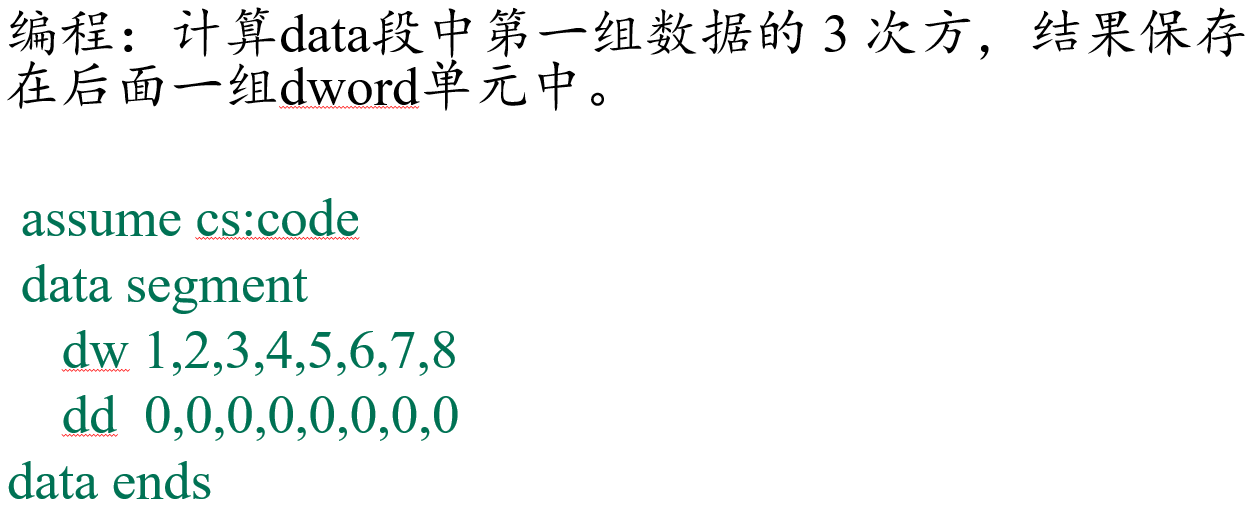 编程：计算data段中第一组数据的 3 次方，结果保存
在后面一组dword单元中。
assume cs:code
data segment
dw 1,2,3,4,5,6,7,8
dd 0,0,0,0,0,0,0,0
data ends